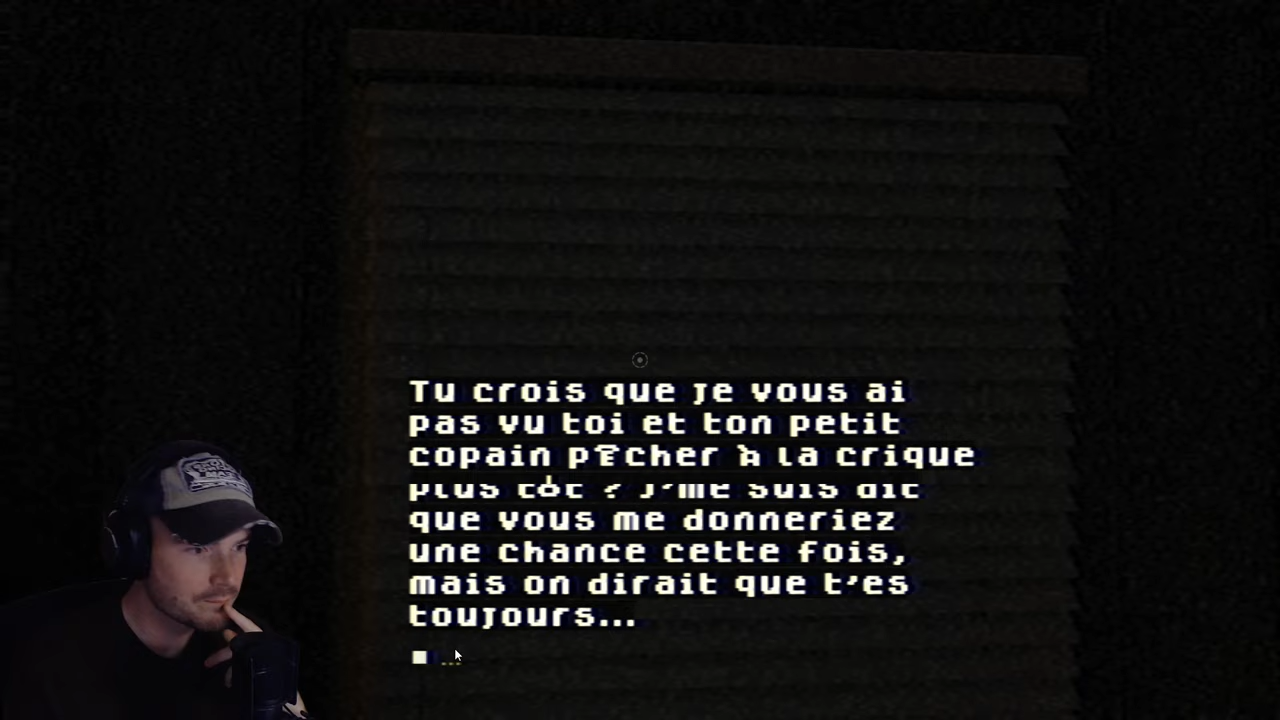 Tu crois que je vous ai
pas vu toi et ton petit
copain pêcher à la crique
plus tôt ? J'me suis dit
que vous me donneriez
une chance cette fois,
mais on dirait que t'es
toujours...
...